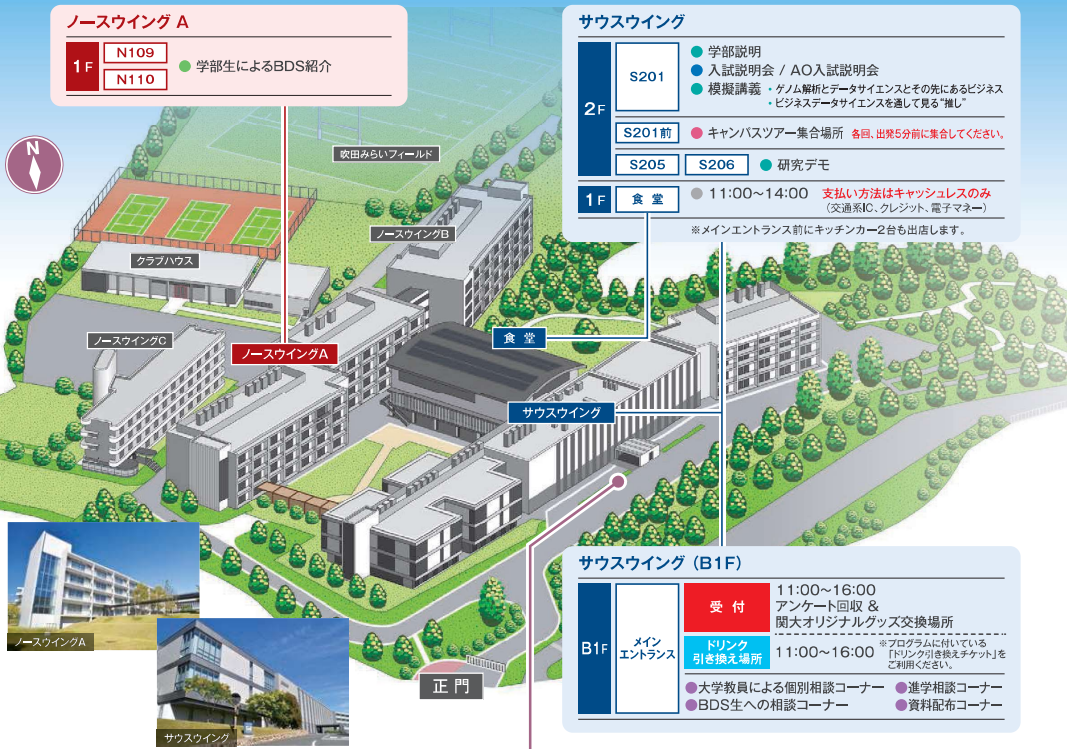 ノースウイング A
1F
N109
N110
● 学部生によるBDS紹介
サウスウイング
2F
S201
● 学部説明
● 入試説明会 / AO入試説明会
● 模擬講義 ・ゲノム解析とデータサイエンスとその先にあるビジネス
・ビジネスデータサイエンスを通して見る“推し”
S201前 ● キャンパスツアー集合場所 各回、出発5分前に集合してください。
S205 S206 ● 研究デモ
1F 食堂 ● 11:00~14:00 支払い方法はキャッシュレスのみ
(交通系IC、クレジット、電子マネー)
※メインエントランス前にキッチンカー2台も出店します。
N
吹田みらいフィールド
ノースウイングB
クラブハウス
ノースウイングC
ノースウイングA
食堂
サウスウイング
ノースウイングA
サウスウイング
正門
サウスウイング (B1F)
B1F
メイン
エントランス
受付
11:00~16:00
アンケート回収 &
関大オリジナルグッズ交換場所
ドリンク
引き換え場所
11:00~16:00
※プログラムに付いている
「ドリンク引き換えチケット」を
ご利用ください。
●大学教員による個別相談コーナー ●進学相談コーナー
●BDS生への相談コーナー ●資料配布コーナー